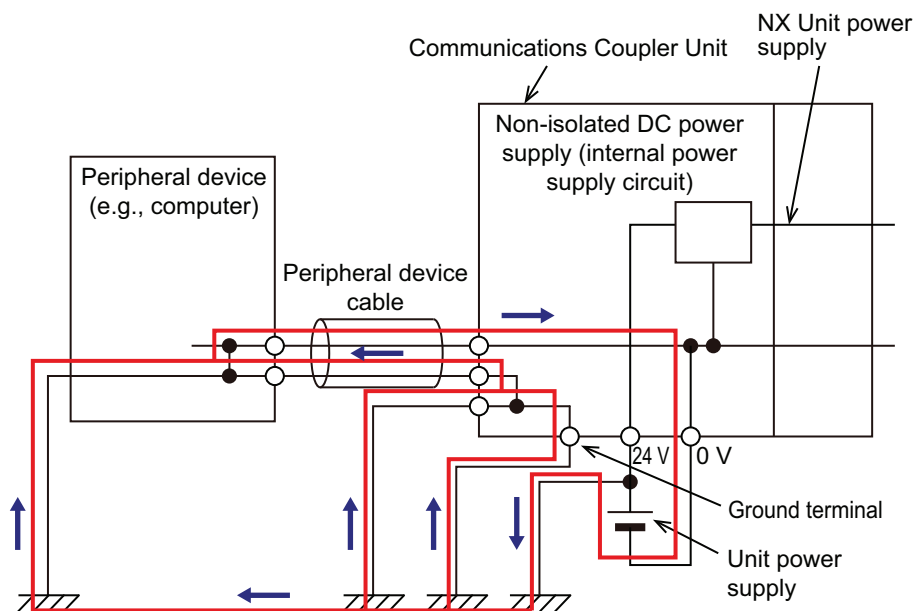 NX Unit power
supply
Communications Coupler Unit
Non-isolated DC power
supply (internal power
supply circuit)
Peripheral device
(e.g., computer)
Peripheral device
cable
24 V
0 V
Ground terminal
Unit power
supply